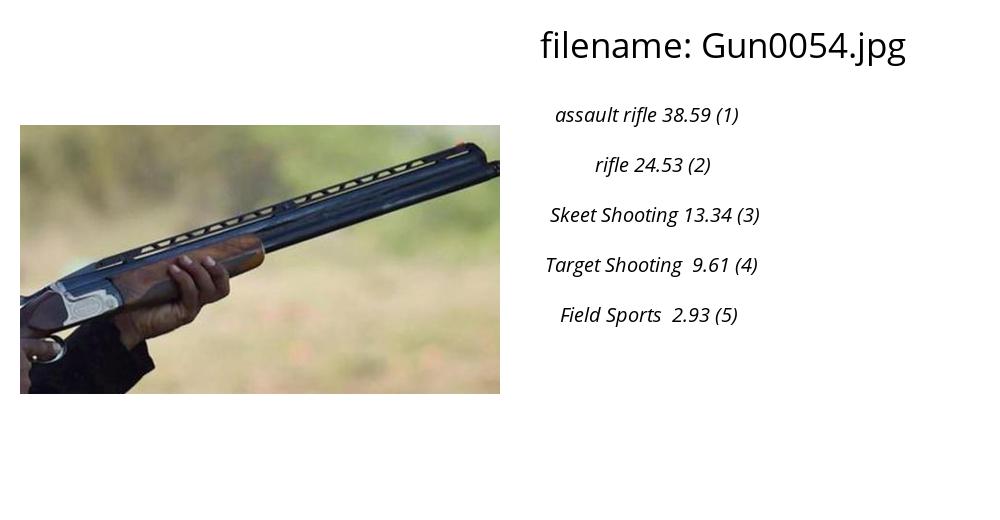 filename: Gun0054.jpg
assault rifle 38.59 (1)
rifle 24.53 (2)
Skeet Shooting 13.34 (3)
Target Shooting 9.61 (4)
Field Sports 2.93 (5)